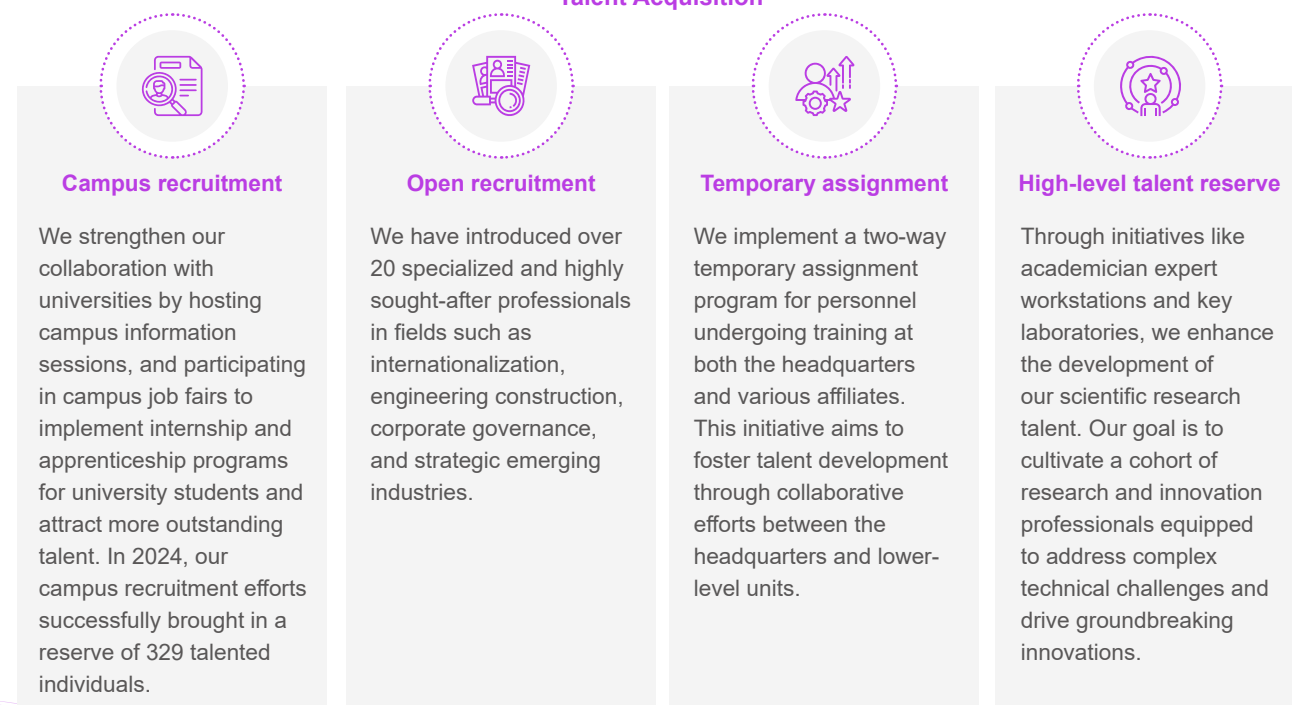 Talent Acquisition
Campus recruitment
We strengthen our
collaboration with
universities by hosting
campus information
sessions, and participating
in campus job fairs to
implement internship and
apprenticeship programs
for university students and
attract more outstanding
talent. In 2024, our
campus recruitment efforts
successfully brought in a
reserve of 329 talented
individuals.
Open recruitment
We have introduced over
20 specialized and highly
sought-after professionals
in fields such as
internationalization,
engineering construction,
corporate governance,
and strategic emerging
industries.
Temporary assignment
We implement a two-way
temporary assignment
program for personnel
undergoing training at
both the headquarters
and various affiliates.
This initiative aims to
foster talent development
through collaborative
efforts between the
headquarters and lower-
level units.
High-level talent reserve
Through initiatives like
academician expert
workstations and key
laboratories, we enhance
the development of
our scientific research
talent. Our goal is to
cultivate a cohort of
research and innovation
professionals equipped
to address complex
technical challenges and
drive groundbreaking
innovations.